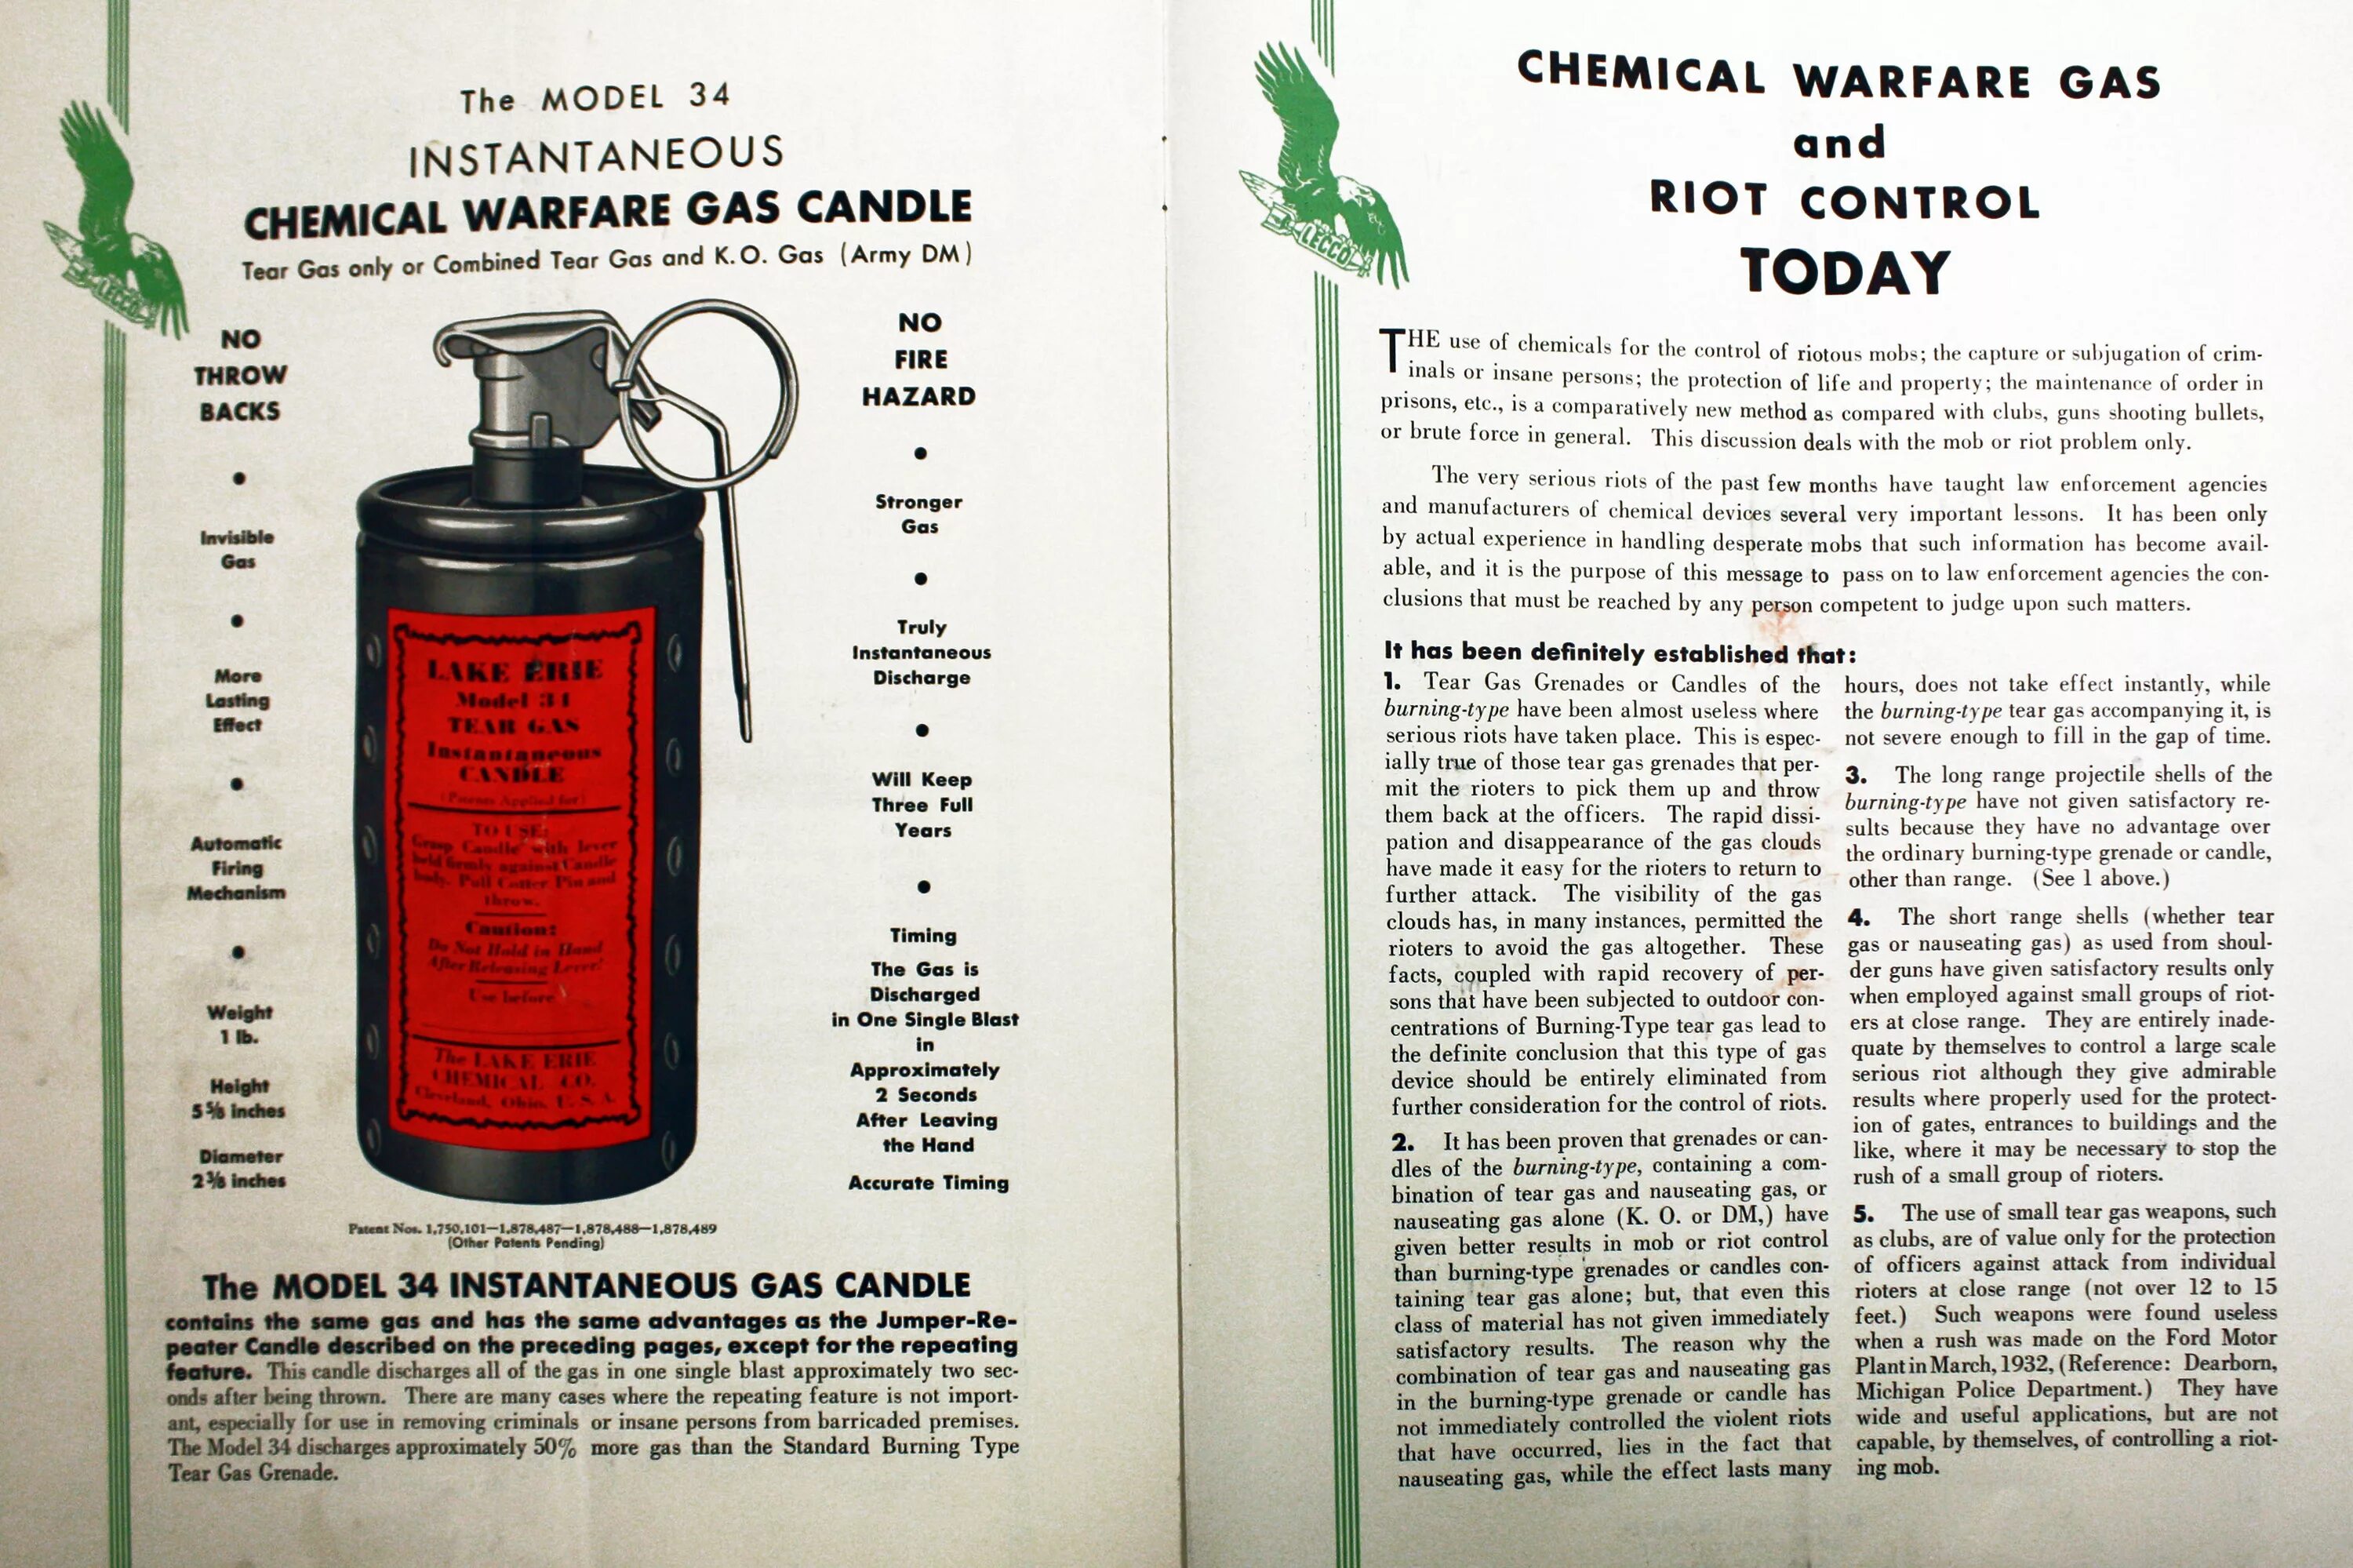 The MODEL 34
INSTANTANEOUS
CHEMICAL WARFARE GAS CANDLE
Tear Gas only or Combined Tear Gas and K.O. Gas (Army DM)
LECCO
NO
THROW
BACKS
•
Invisible
Gas
•
More
Lasting
Effect
•
Automatic
Firing
Mechanism
•
Weight
1 lb.
Height
5⅝ inches
Diameter
2⅜ inches
LAKE ERIE
Model 34
TEAR GAS
Instantaneous
CANDLE
(Patents Applied for)
TO USE:
Grasp Candle with lever
held firmly against Candle
body. Pull Cotter Pin and
throw.
Caution:
Do Not Hold in Hand
After Releasing Lever!
Use before
The LAKE ERIE
CHEMICAL CO.
Cleveland, Ohio, U. S. A.
NO
FIRE
HAZARD
•
Stronger
Gas
•
Truly
Instantaneous
Discharge
•
Will Keep
Three Full
Years
•
Timing
The Gas is
Discharged
in One Single Blast
in
Approximately
2 Seconds
After Leaving
the Hand
Accurate Timing
Patent Nos. 1,750,101—1,878,487—1,878,488—1,878,489
(Other Patents Pending)
The MODEL 34 INSTANTANEOUS GAS CANDLE
contains the same gas and has the same advantages as the Jumper-Re-
peater Candle described on the preceding pages, except for the repeating
feature. This candle discharges all of the gas in one single blast approximately two sec-
onds after being thrown. There are many cases where the repeating feature is not import-
ant, especially for use in removing criminals or insane persons from barricaded premises.
The Model 34 discharges approximately 50% more gas than the Standard Burning Type
Tear Gas Grenade.
LECCO
CHEMICAL WARFARE GAS
and
RIOT CONTROL
TODAY
THE use of chemicals for the control of riotous mobs; the capture or subjugation of crim-
inals or insane persons; the protection of life and property; the maintenance of order in
prisons, etc., is a comparatively new method as compared with clubs, guns shooting bullets,
or brute force in general. This discussion deals with the mob or riot problem only.
The very serious riots of the past few months have taught law enforcement agencies
and manufacturers of chemical devices several very important lessons. It has been only
by actual experience in handling desperate mobs that such information has become avail-
able, and it is the purpose of this message to pass on to law enforcement agencies the con-
clusions that must be reached by any person competent to judge upon such matters.
It has been definitely established that:
1. Tear Gas Grenades or Candles of the
burning-type have been almost useless where
serious riots have taken place. This is espec-
ially true of those tear gas grenades that per-
mit the rioters to pick them up and throw
them back at the officers. The rapid dissi-
pation and disappearance of the gas clouds
have made it easy for the rioters to return to
further attack. The visibility of the gas
clouds has, in many instances, permitted the
rioters to avoid the gas altogether. These
facts, coupled with rapid recovery of per-
sons that have been subjected to outdoor con-
centrations of Burning-Type tear gas lead to
the definite conclusion that this type of gas
device should be entirely eliminated from
further consideration for the control of riots.
2. It has been proven that grenades or can-
dles of the burning-type, containing a com-
bination of tear gas and nauseating gas, or
nauseating gas alone (K. O. or DM,) have
given better results in mob or riot control
than burning-type grenades or candles con-
taining tear gas alone; but, that even this
class of material has not given immediately
satisfactory results. The reason why the
combination of tear gas and nauseating gas
in the burning-type grenade or candle has
not immediately controlled the violent riots
that have occurred, lies in the fact that
nauseating gas, while the effect lasts many
hours, does not take effect instantly, while
the burning-type tear gas accompanying it, is
not severe enough to fill in the gap of time.
3. The long range projectile shells of the
burning-type have not given satisfactory re-
sults because they have no advantage over
the ordinary burning-type grenade or candle,
other than range. (See 1 above.)
4. The short range shells (whether tear
gas or nauseating gas) as used from shoul-
der guns have given satisfactory results only
when employed against small groups of riot-
ers at close range. They are entirely inade-
quate by themselves to control a large scale
serious riot although they give admirable
results where properly used for the protect-
ion of gates, entrances to buildings and the
like, where it may be necessary to stop the
rush of a small group of rioters.
5. The use of small tear gas weapons, such
as clubs, are of value only for the protection
of officers against attack from individual
rioters at close range (not over 12 to 15
feet.) Such weapons were found useless
when a rush was made on the Ford Motor
Plant in March, 1932, (Reference: Dearborn,
Michigan Police Department.) They have
wide and useful applications, but are not
capable, by themselves, of controlling a riot-
ing mob.